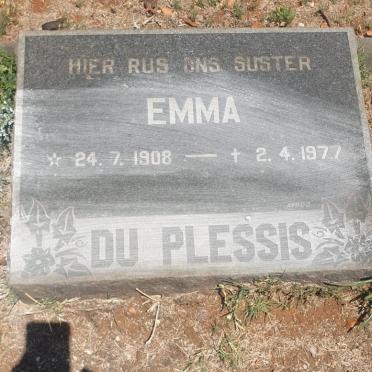 HIER RUS ONS SUSTER
EMMA
☆ 24.7.1908 — ✝ 2.4.1977
DU PLESSIS